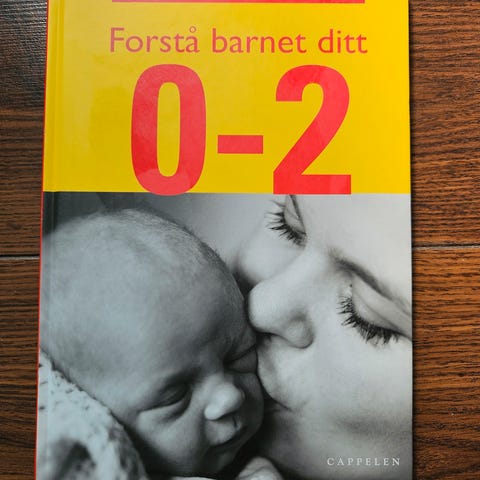 Forstå barnet ditt
0-2
CAPPELEN